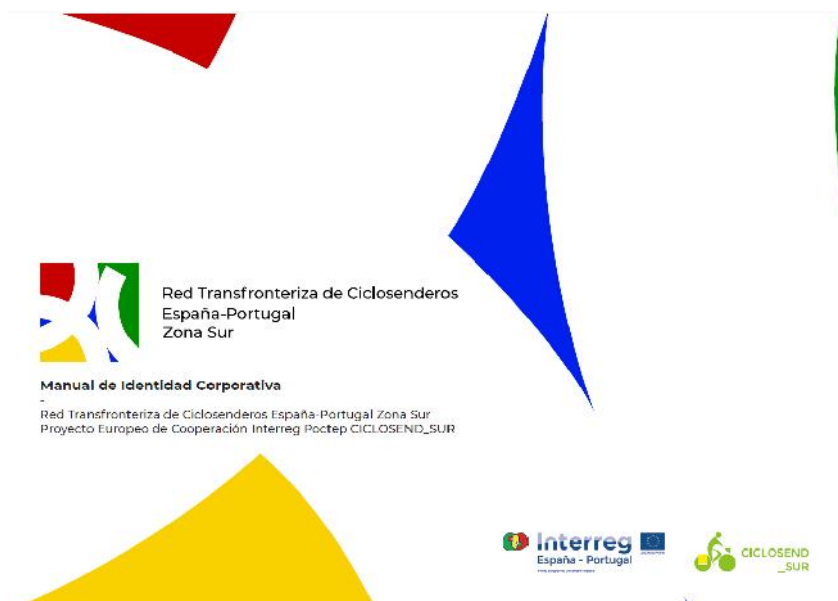 Red Transfronteriza de Ciclosenderos
España-Portugal
Zona Sur
Manual de Identidad Corporativa
-
Red Transfronteriza de Ciclosenderos España-Portugal Zona Sur
Proyecto Europeo de Cooperación Interreg Poctep CICLOSEND_SUR
Interreg
España - Portugal
CICLOSEND
_SUR